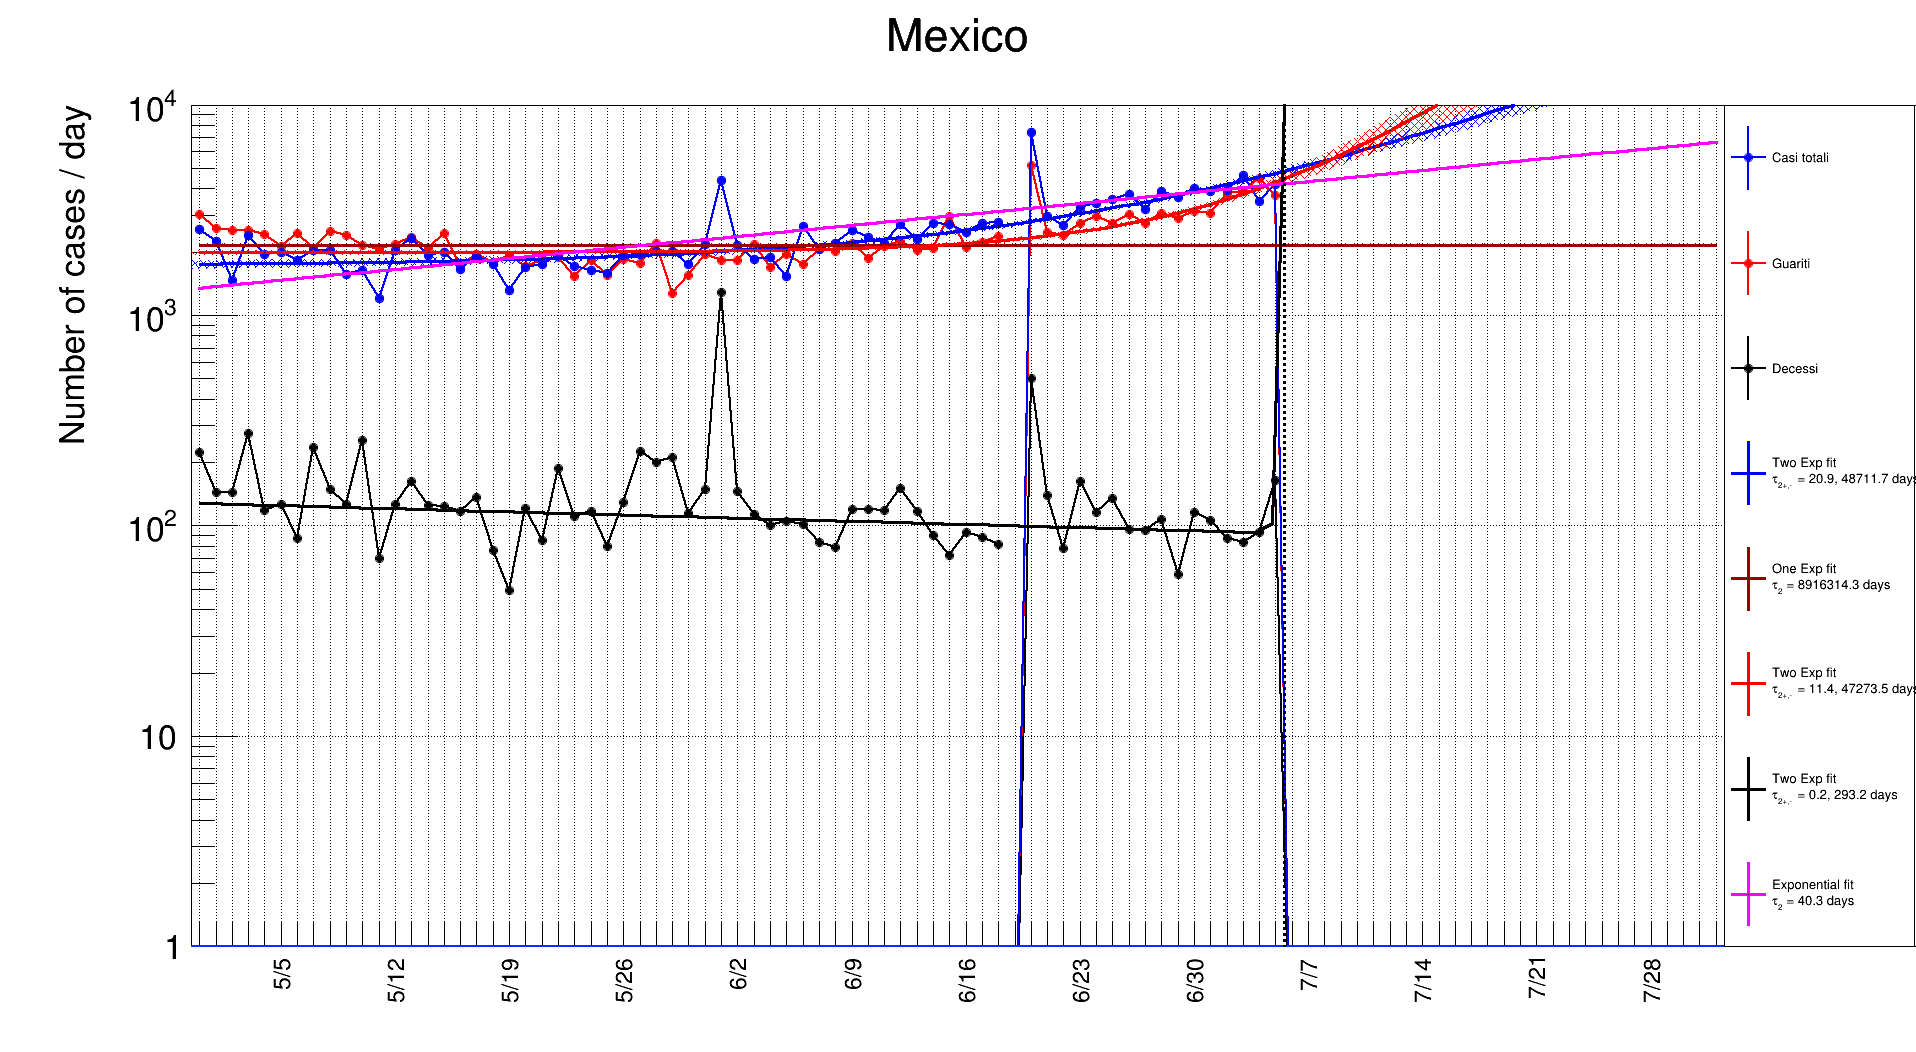 Mexico
Number of cases / day
10^4
10^3
10^2
10
1
5/5
5/12
5/19
5/26
6/2
6/9
6/16
6/23
6/30
7/7
7/14
7/21
7/28
Casi totali
Guariti
Decessi
Two Exp fit
τ2+,- = 20.9, 48711.7 days
One Exp fit
τ2 = 8916314.3 days
Two Exp fit
τ2+,- = 11.4, 47273.5 days
Two Exp fit
τ2+,- = 0.2, 293.2 days
Exponential fit
τ2 = 40.3 days